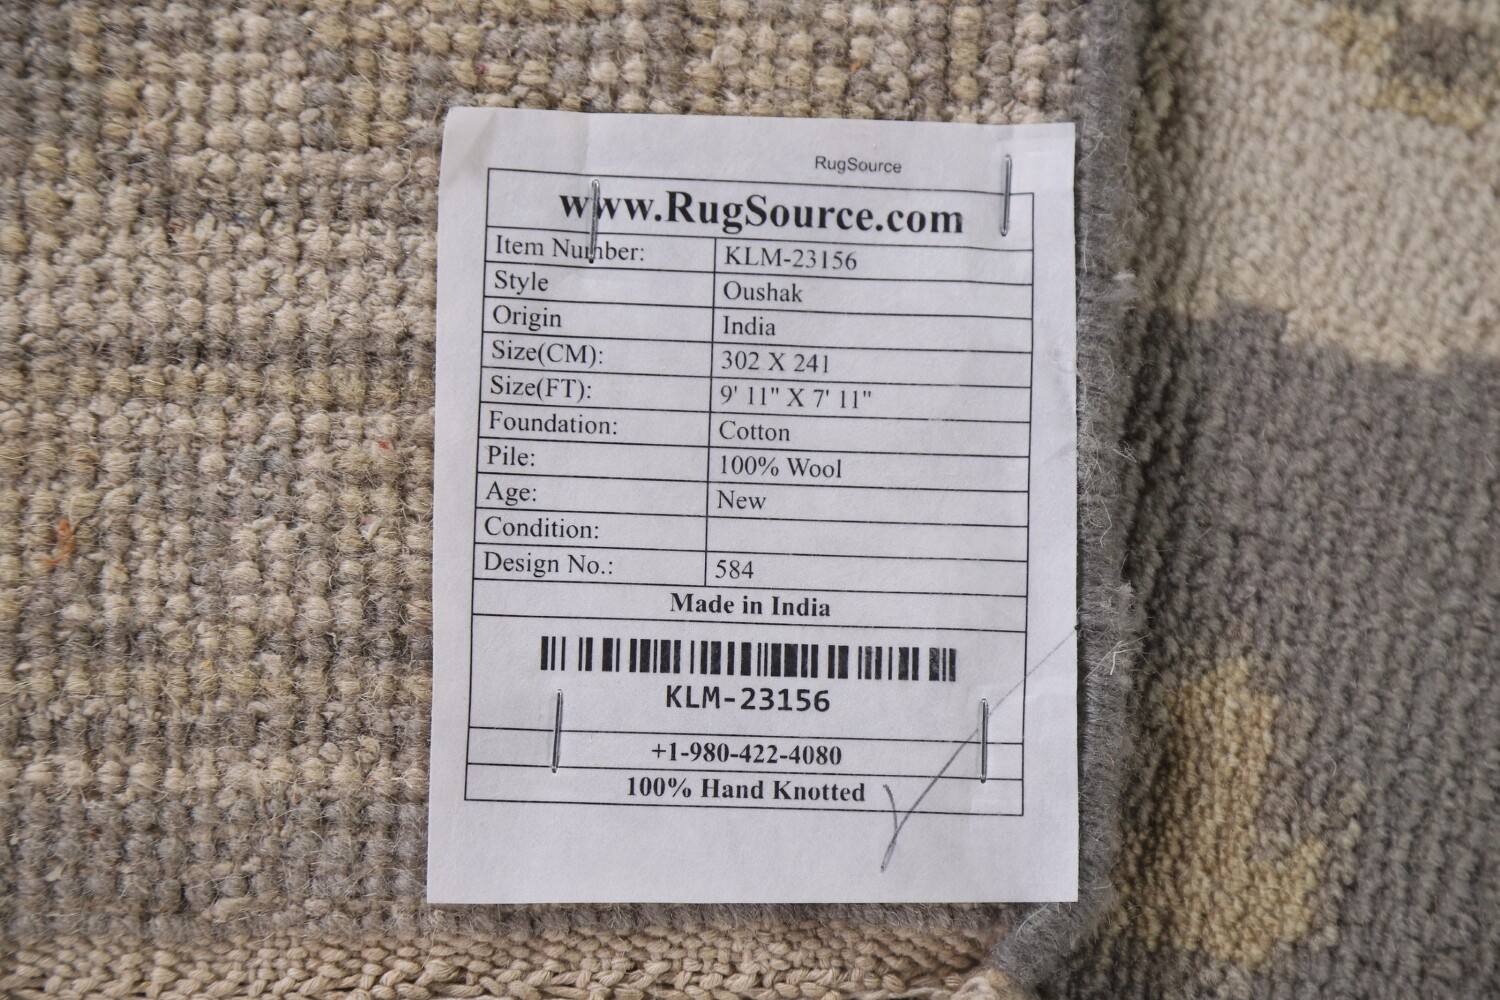 RugSource
www.RugSource.com
Item Number: KLM-23156
Style Oushak
Origin India
Size(CM): 302 X 241
Size(FT): 9' 11" X 7' 11"
Foundation: Cotton
Pile: 100% Wool
Age: New
Condition:
Design No.: 584
Made in India
KLM-23156
+1-980-422-4080
100% Hand Knotted